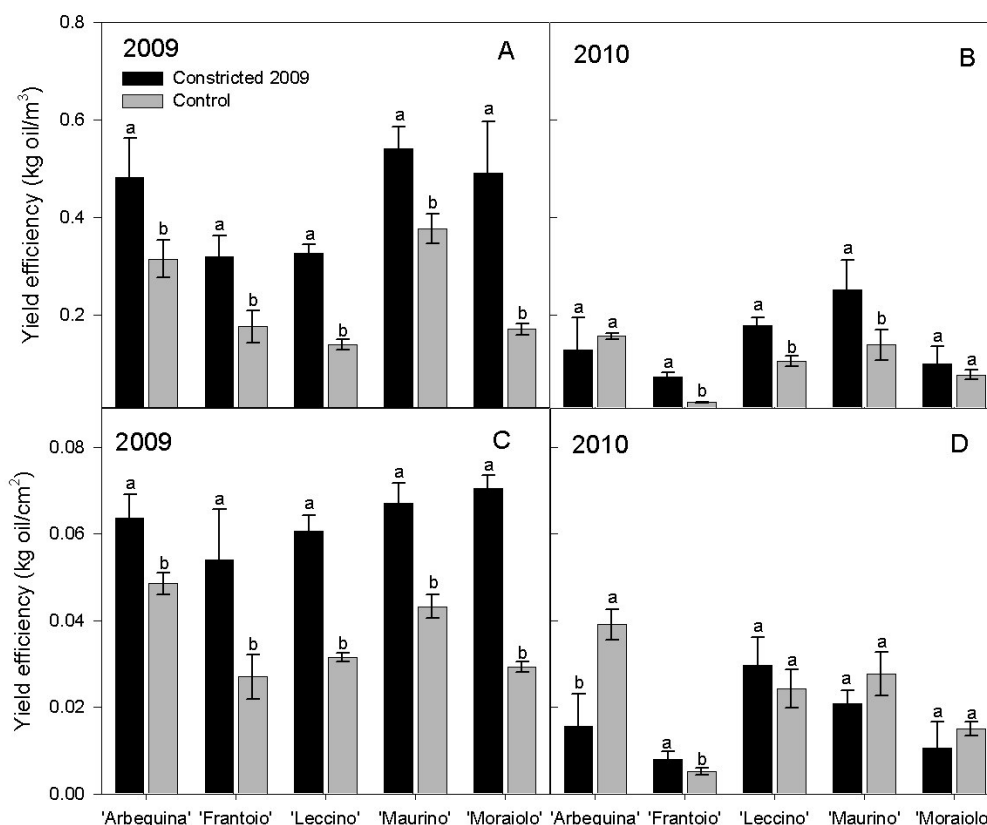 0.8
2009
A
2010
B
Constricted 2009
Control
Yield efficiency (kg oil/m³)
0.6
0.4
0.2
a b a b a b a b a b
a a a b a b a b a a
2009
C
2010
D
Yield efficiency (kg oil/cm²)
0.08
0.06
0.04
0.02
0.00
a b a b a b a b a b
b a a b a a a a a a
'Arbequina' 'Frantoio' 'Leccino' 'Maurino' 'Moraiolo' 'Arbequina' 'Frantoio' 'Leccino' 'Maurino' 'Moraiolo